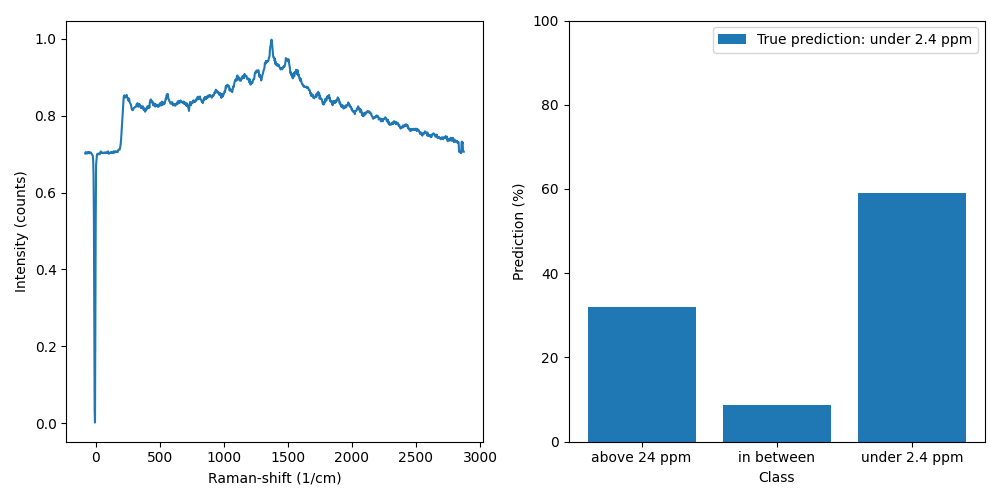 1.0
0.8
0.6
0.4
0.2
0.0
Intensity (counts)
0 500 1000 1500 2000 2500 3000
Raman-shift (1/cm)
100
80
60
40
20
0
Prediction (%)
True prediction: under 2.4 ppm
above 24 ppm in between under 2.4 ppm
Class